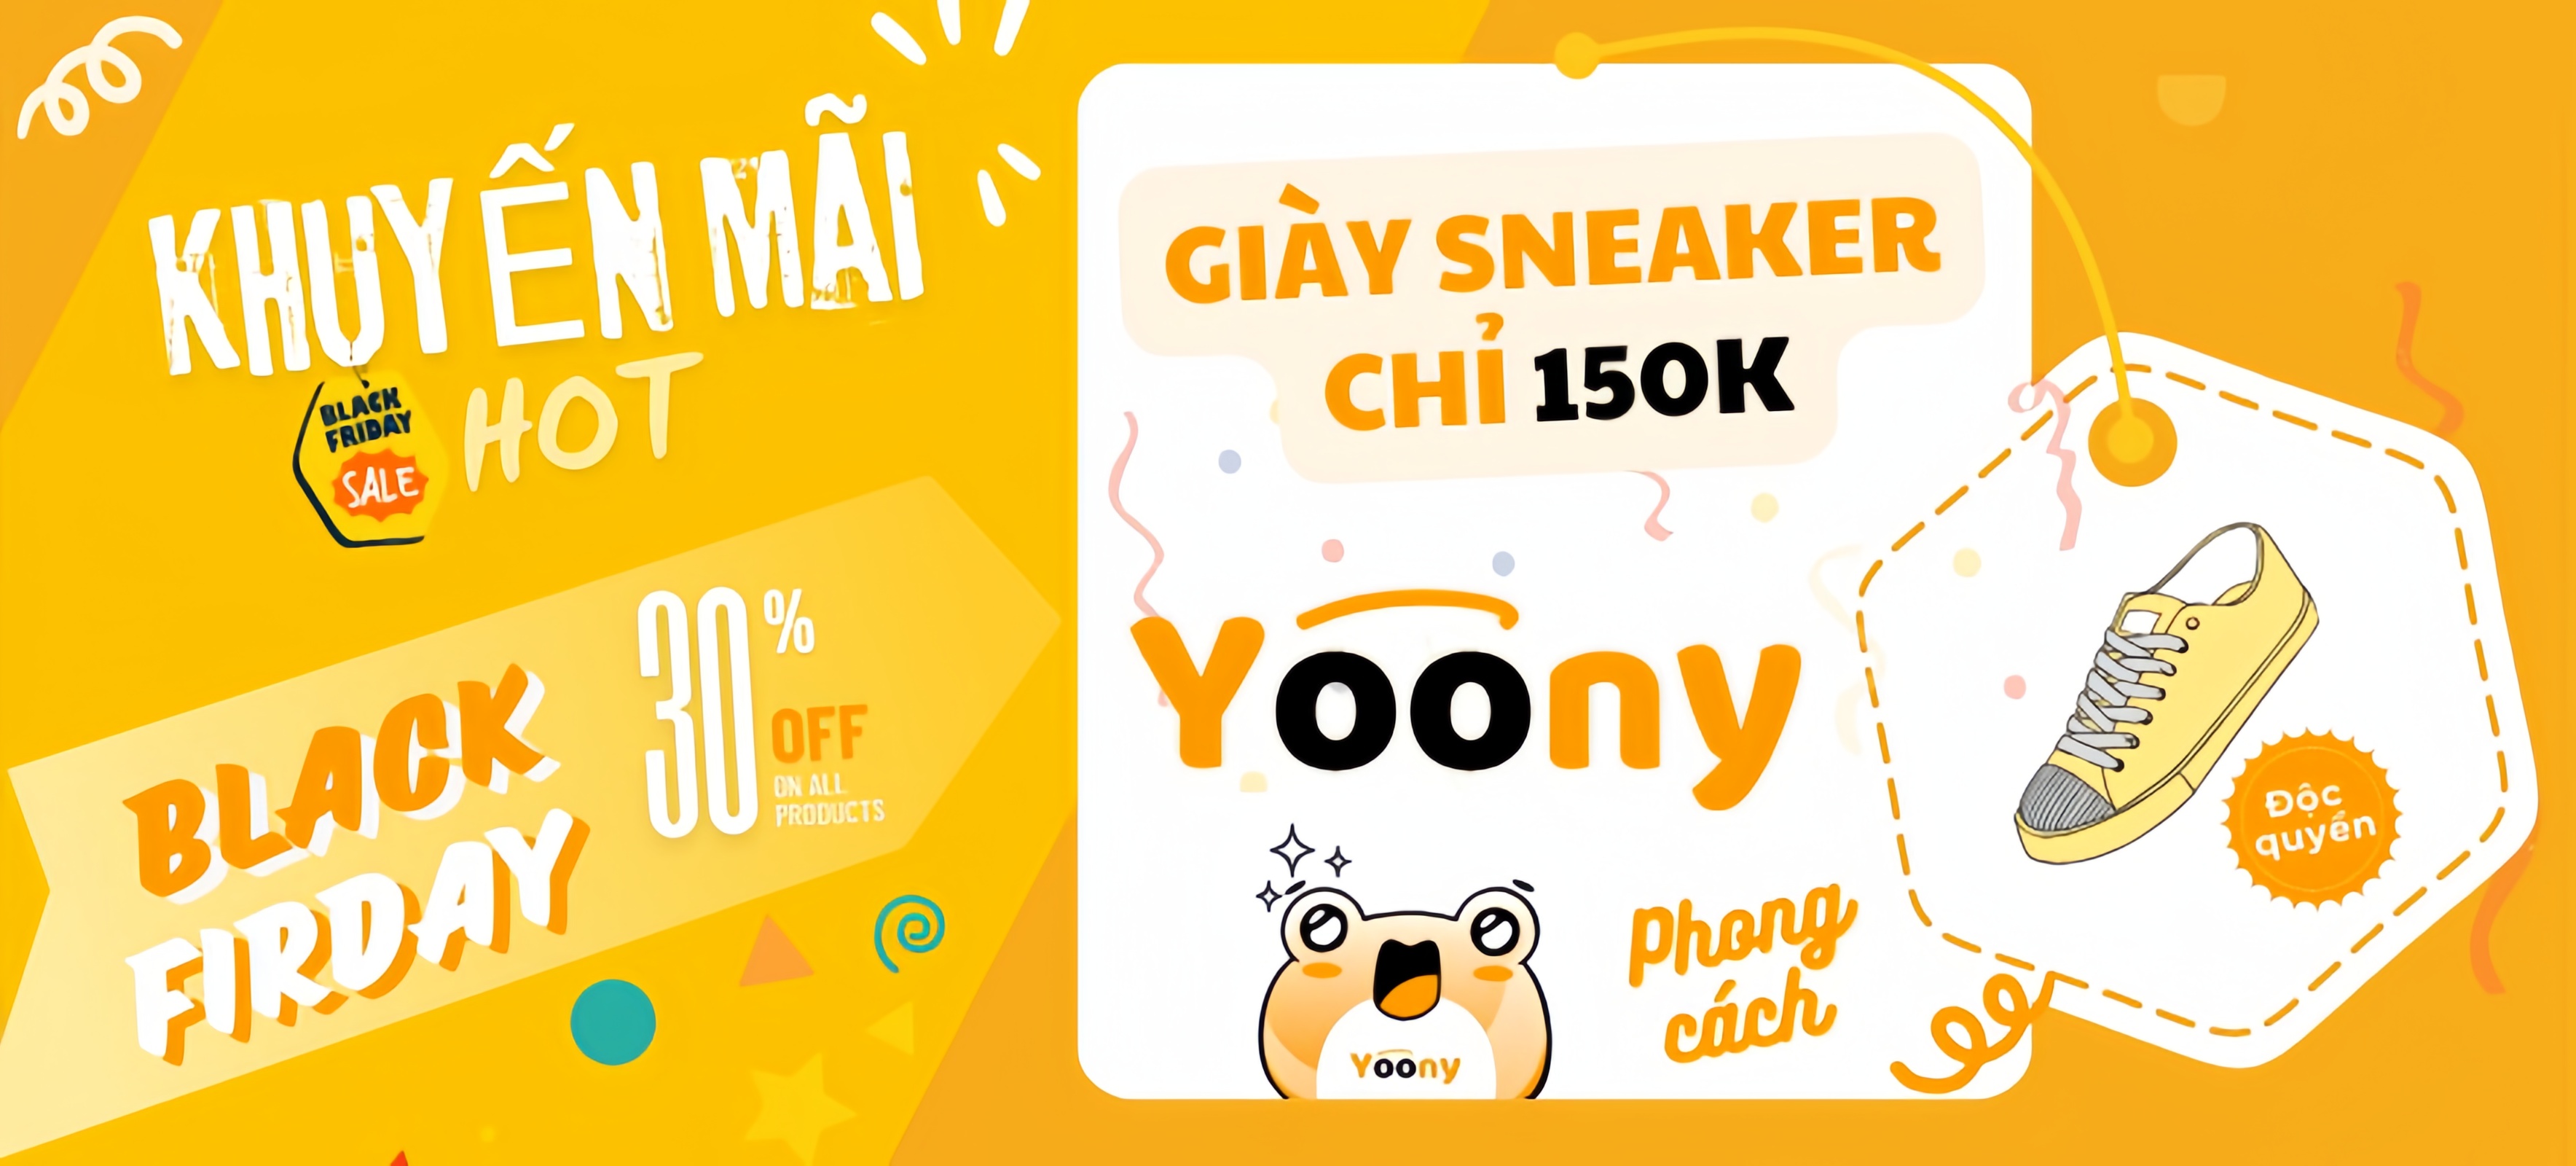 KHUYẾN MÃI
HOT
BLACK
FRIDAY
SALE
30%
OFF
ON ALL
PRODUCTS
BLACK
FIRDAY
GIÀY SNEAKER
CHỈ 150K
Yoony
Yoony
Phong
cách
Độc
quyền